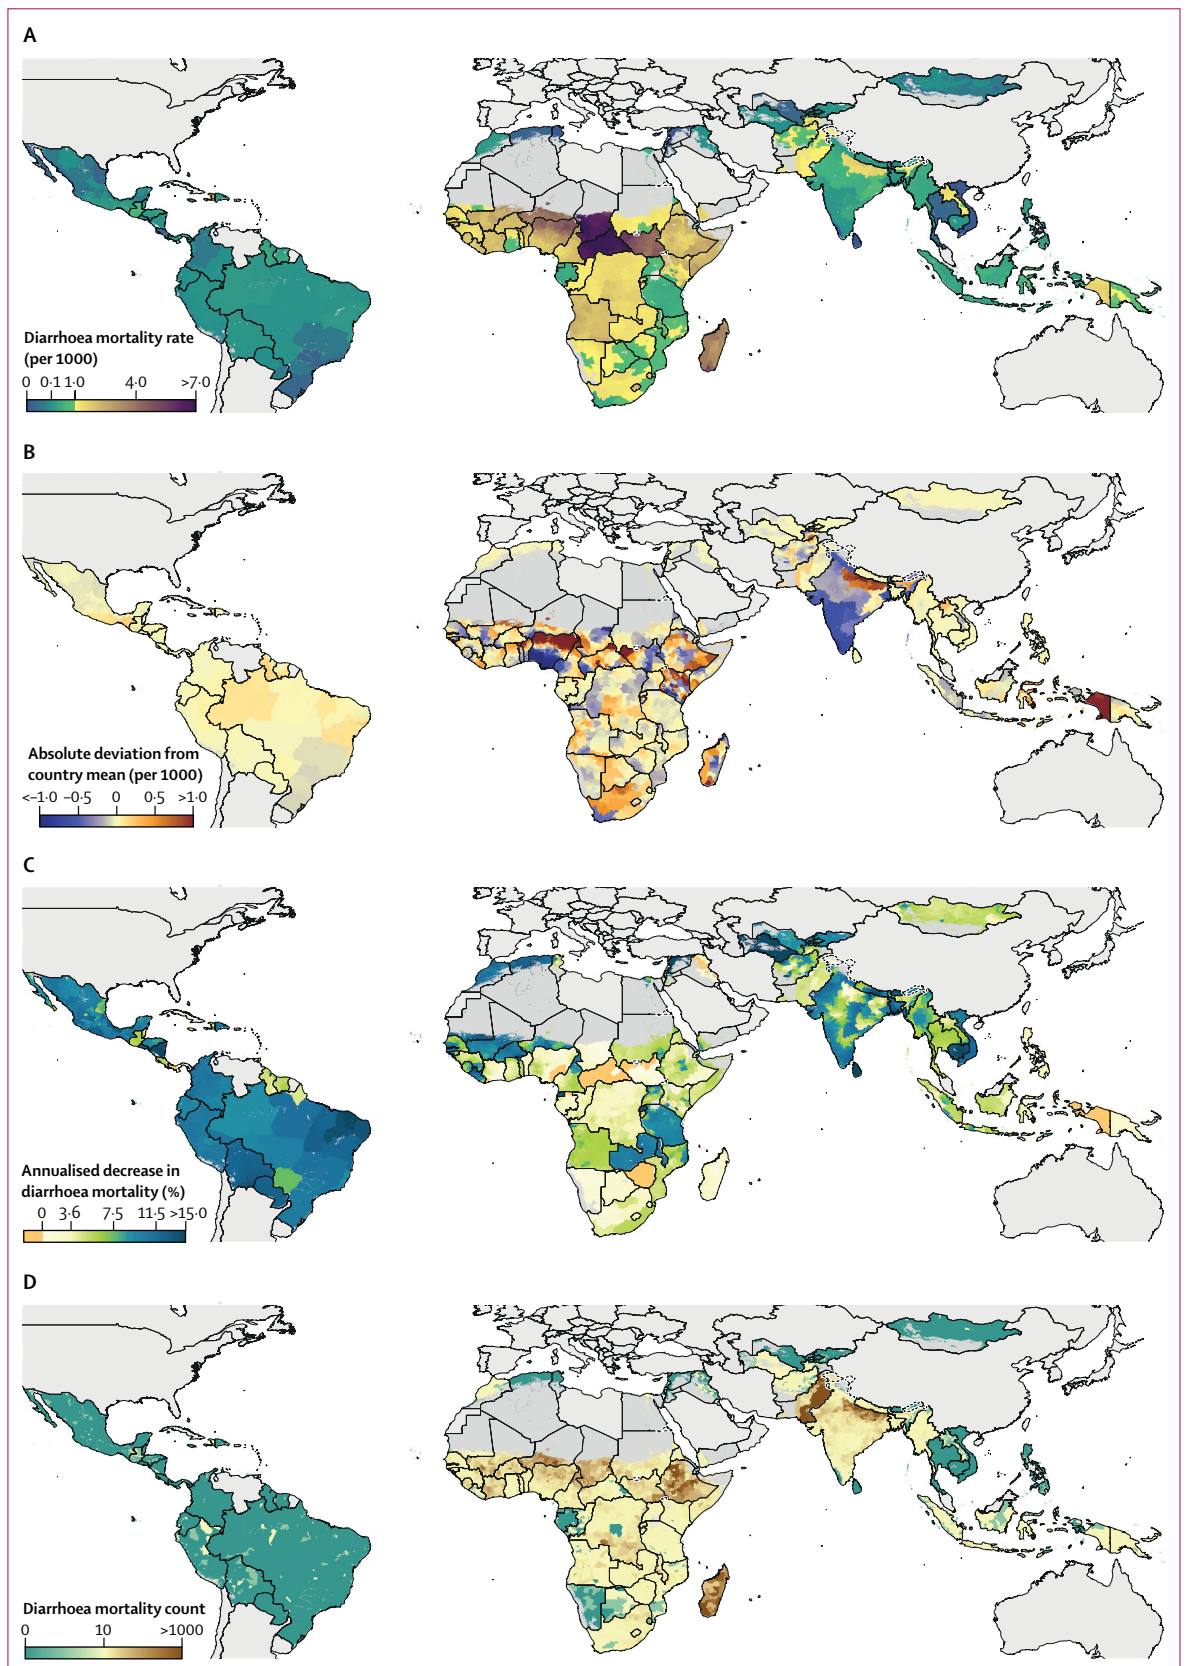 A
Diarrhoea mortality rate
(per 1000)
0 0·1 1·0 4·0 >7·0
B
Absolute deviation from
country mean (per 1000)
<–1·0 –0·5 0 0·5 >1·0
C
Annualised decrease in
diarrhoea mortality (%)
0 3·6 7·5 11·5 >15·0
D
Diarrhoea mortality count
0 10 >1000